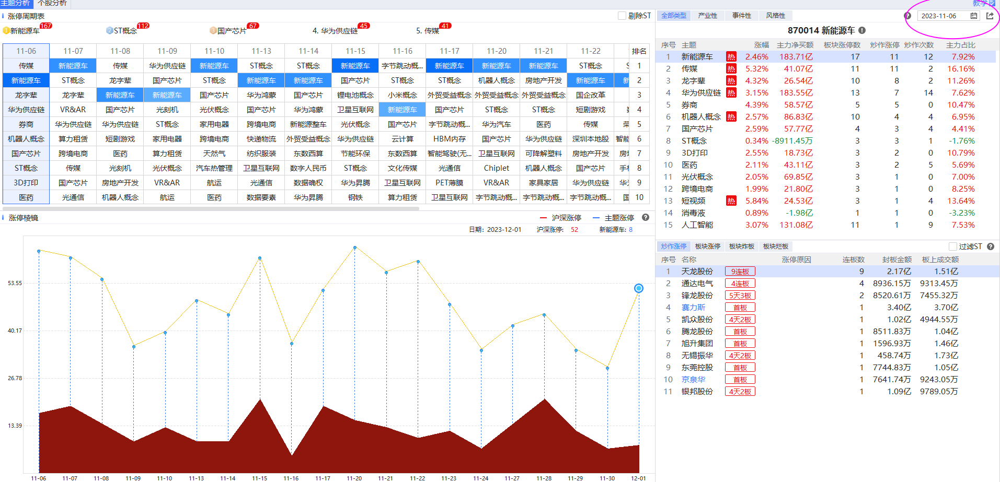 主题分析 个股分析 教学
涨停周期表 剔除ST 全部类型 产业性 事件性 风格性 2023-11-06
1 新能源车 167 2 ST概念 112 3 国产芯片 67 4. 华为供应链 45 5. 传媒 41
870014 新能源车
11-06 11-07 11-08 11-09 11-10 11-13 11-14 11-15 11-16 11-17 11-20 11-21 11-22 排名
传媒 新能源车 传媒 华为供应链 新能源车 ST概念 ST概念 新能源车 字节跳动概... 新能源车 新能源车 新能源车 ST概念 1
新能源车 ST概念 龙字辈 国产芯片 ST概念 新能源车 新能源车 国产芯片 ST概念 ST概念 机器人概念 房地产开发 新能源车 2
龙字辈 龙字辈 新能源车 新能源车 国产芯片 华为鸿蒙 国产芯片 锂电池概念 小米概念 外贸受益概念 外贸受益概念 外贸受益概念 国企改革 3
华为供应链 VR&AR 国产芯片 光刻机 光伏概念 国产芯片 华为鸿蒙 卫星互联网 新能源车 国产芯片 ST概念 ST概念 短剧游戏 4
券商 华为供应链 华为供应链 ST概念 家用电器 跨境电商 新能源整车 光伏概念 国产芯片 字节跳动概... 华为汽车 医药 传媒 5
机器人概念 算力租赁 短剧游戏 家用电器 跨境电商 快递物流 外贸受益概念 华为供应链 云计算 HBM内存 国产芯片 华为供应链 深圳本地股 智能 6
国产芯片 跨境电商 医药 算力租赁 天然气 纺织服装 东数西算 节能环保 东数西算 智能驾驶(无... 卫星互联网 可降解塑料 房地产开发 7
ST概念 传媒 光刻机 光伏概念 汽车热管理 卫星互联网 数字人民币 ST概念 文化传媒 光通信 Chiplet 机器人概念 国产芯片 8
3D打印 国产芯片 房地产开发 VR&AR 航运 光通信 数据确权 华为昇腾 卫星互联网 PET薄膜 VR&AR 家具家居 华为供应链 9
医药 光通信 机器人概念 航运 医药 数据要素 华为昇腾 钢铁 算力租赁 卫星互联网 字节跳动概... 字节跳动概... 字节跳动概... 10
序号 主题 涨幅 主力净买额 板块涨停数 炒作涨停 炒作次数 主力占比
1 新能源车 热 2.46% 183.71亿 17 11 12 7.92%
2 传媒 热 5.32% 41.07亿 11 11 2 16.16%
3 龙字辈 热 4.32% 26.54亿 10 8 2 11.26%
4 华为供应链 热 3.15% 183.55亿 13 7 14 7.62%
5 券商 4.39% 58.57亿 5 5 0 10.47%
6 机器人概念 热 2.57% 86.83亿 10 4 4 6.95%
7 国产芯片 2.59% 57.77亿 4 3 4 4.41%
8 ST概念 0.34% -8911.45万 3 3 1 -1.76%
9 3D打印 2.55% 18.73亿 3 2 0 10.79%
10 医药 2.11% 43.11亿 3 2 5 5.69%
11 光伏概念 2.05% 69.85亿 3 1 0 7.00%
12 跨境电商 1.99% 21.80亿 3 1 0 8.25%
13 短视频 热 5.84% 24.53亿 3 1 4 13.64%
14 消毒液 0.89% -1.98亿 1 1 0 -3.23%
15 人工智能 3.07% 131.08亿 11 1 9 7.53%
涨停棱镜 沪深涨停 主题涨停
日期：2023-12-01 沪深涨停: 52 新能源车: 8
53.55
40.17
26.78
13.39
11-06 11-07 11-08 11-09 11-10 11-13 11-14 11-15 11-16 11-17 11-20 11-21 11-22 11-23 11-24 11-27 11-28 11-29 11-30 12-01
炒作涨停 板块涨停 板块炸板 板块烂板 过滤ST
序号 名称 涨停原因 连板数 封板金额 板上成交额
1 天龙股份 9连板 9 2.17亿 1.51亿
2 通达电气 4连板 4 8936.15万 9313.45万
3 锋龙股份 5天3板 2 8520.61万 7455.32万
4 赛力斯 首板 1 3.40亿 3.70亿
5 凯众股份 4天2板 1 1.02亿 4944.55万
6 腾龙股份 首板 1 8511.83万 1.04亿
7 旭升集团 首板 1 1596.93万 1.46亿
8 无锡振华 4天2板 1 458.74万 1.73亿
9 东莞控股 首板 1 7744.83万 1.05亿
10 京泉华 首板 1 7641.74万 9243.05万
11 银邦股份 4天2板 1 1.09亿 9789.05万